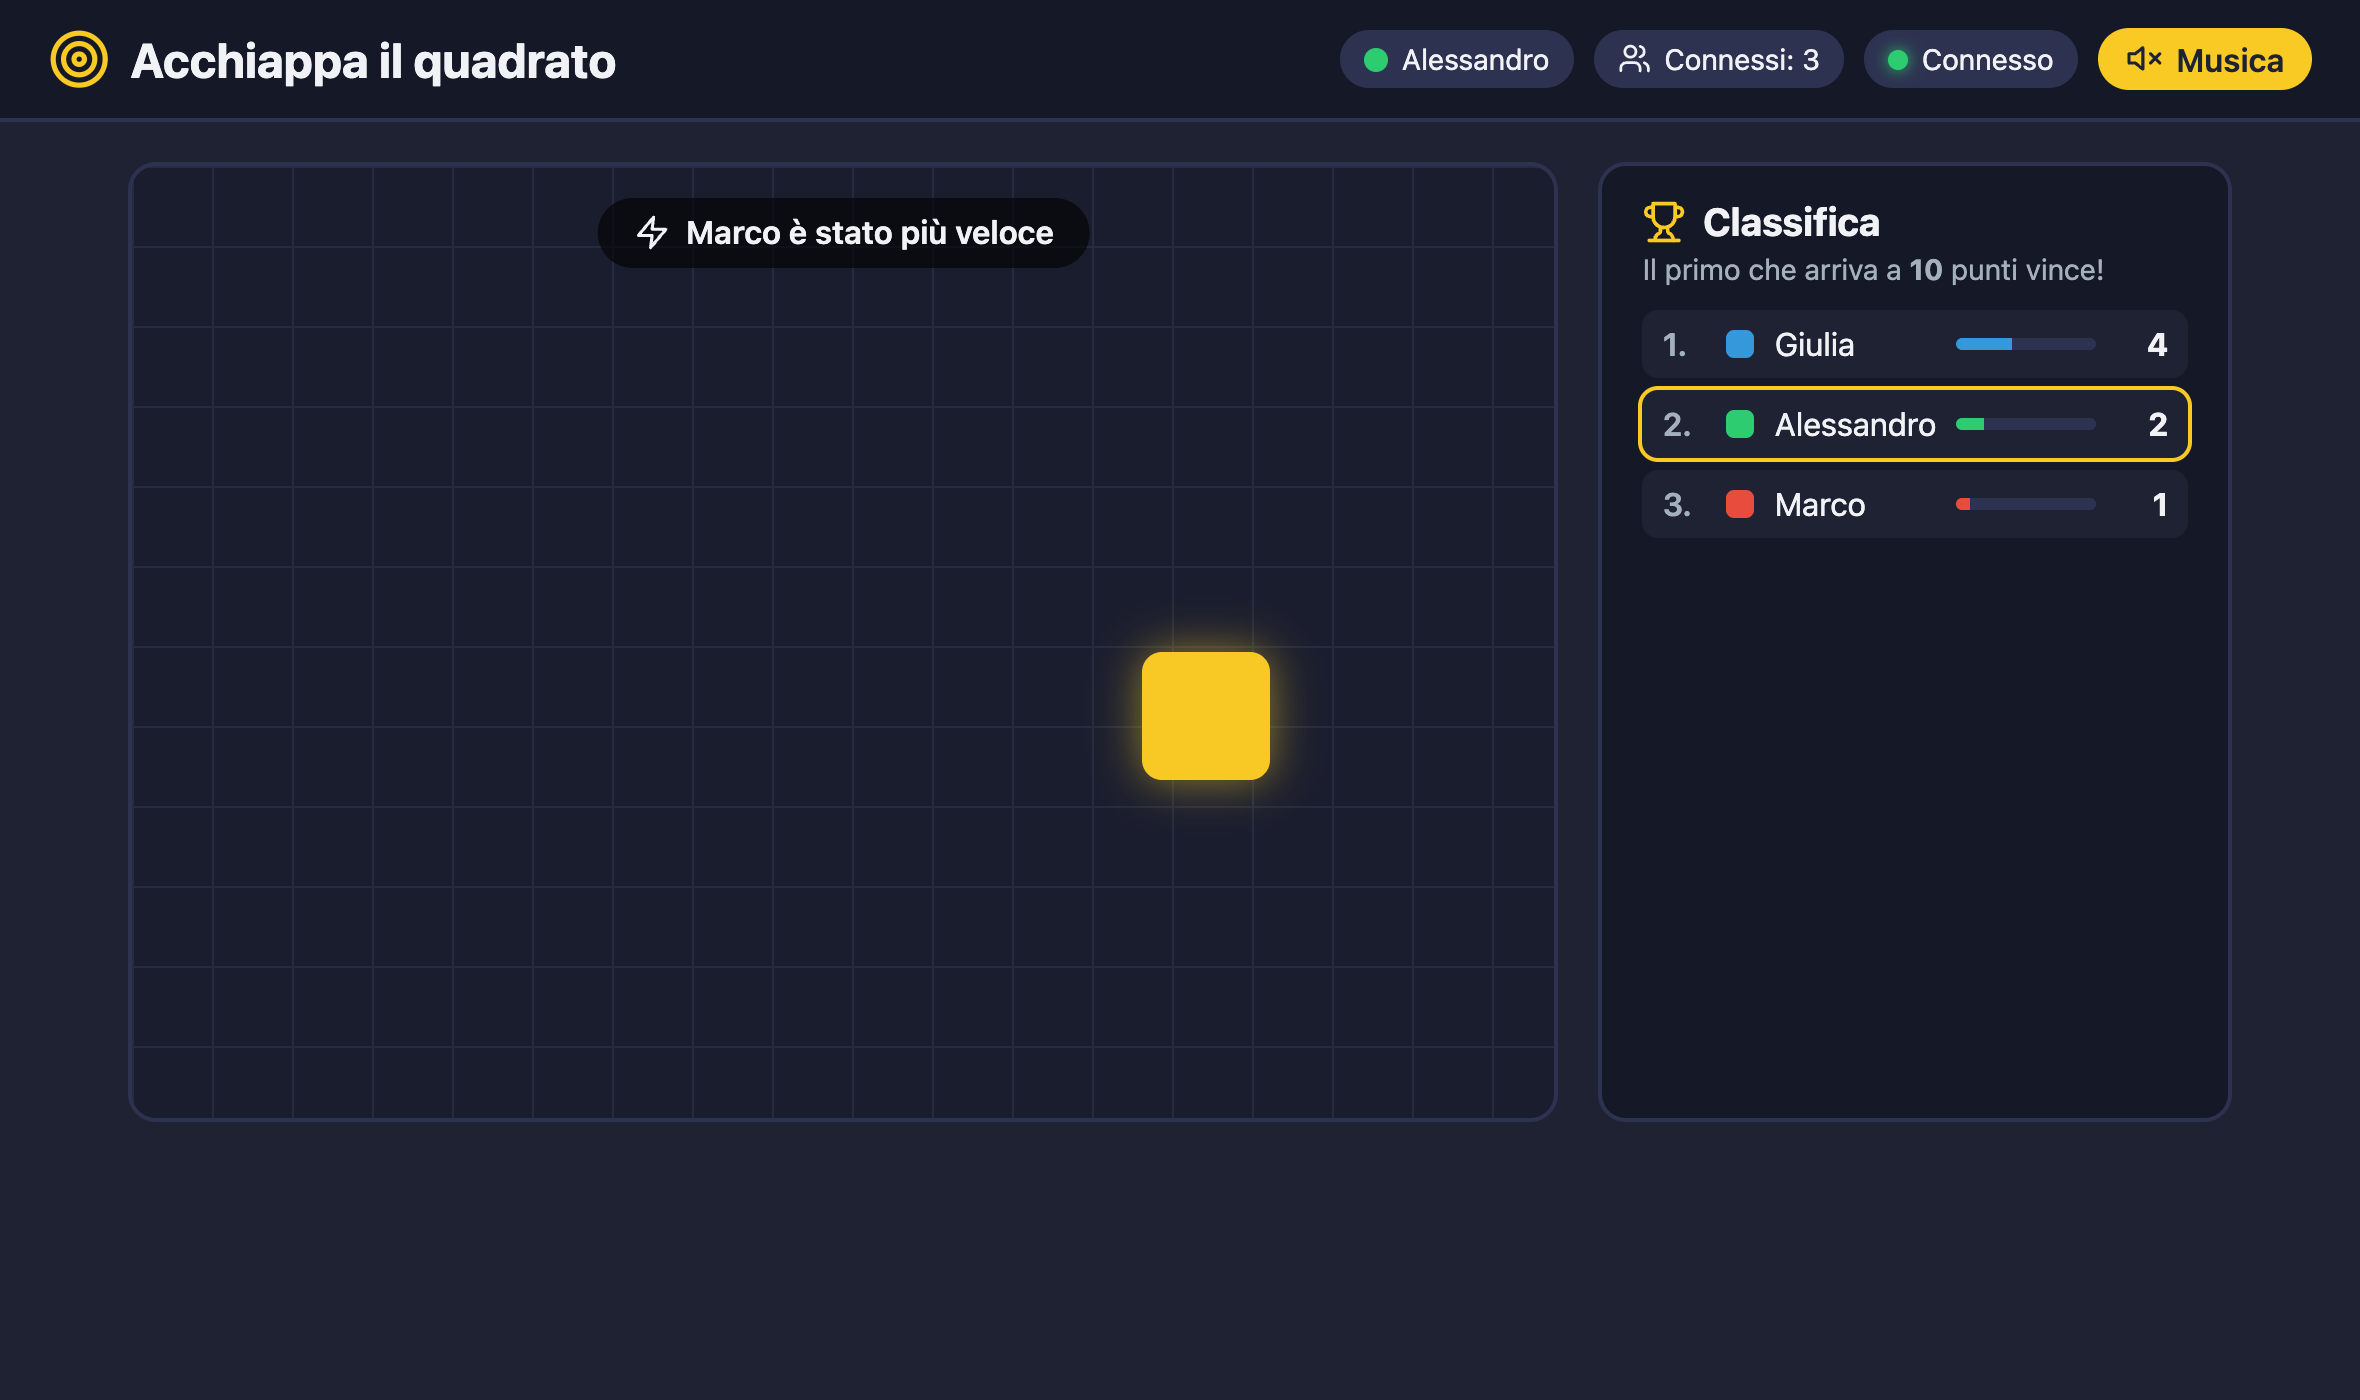 Acchiappa il quadrato
Alessandro
Connessi: 3
Connesso
Musica
Marco è stato più veloce
Classifica
Il primo che arriva a 10 punti vince!
1. Giulia 4
2. Alessandro 2
3. Marco 1